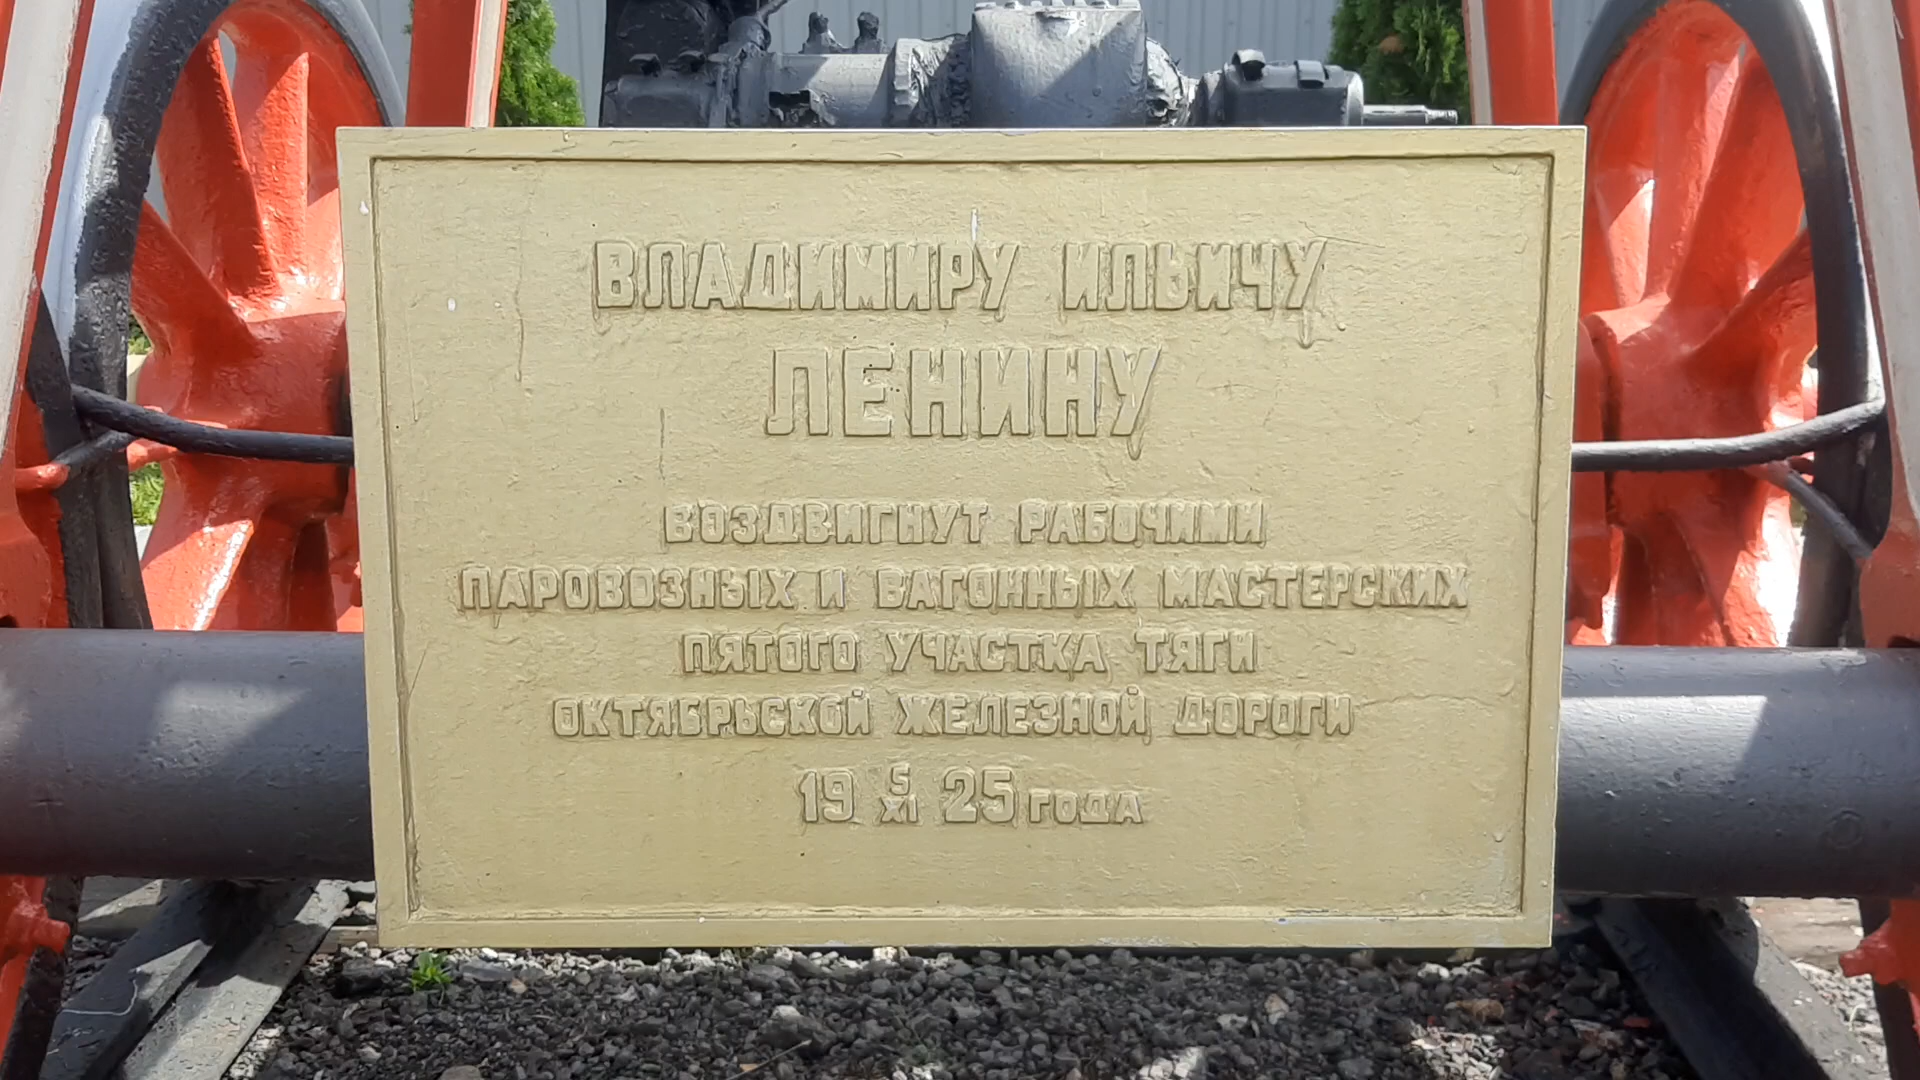 ВЛАДИМИРУ ИЛЬИЧУ
ЛЕНИНУ
ВОЗДВИГНУТ РАБОЧИМИ
ПАРОВОЗНЫХ И ВАГОННЫХ МАСТЕРСКИХ
ПЯТОГО УЧАСТКА ТЯГИ
ОКТЯБРЬСКОЙ ЖЕЛЕЗНОЙ ДОРОГИ
19 5/XI 25 ГОДА